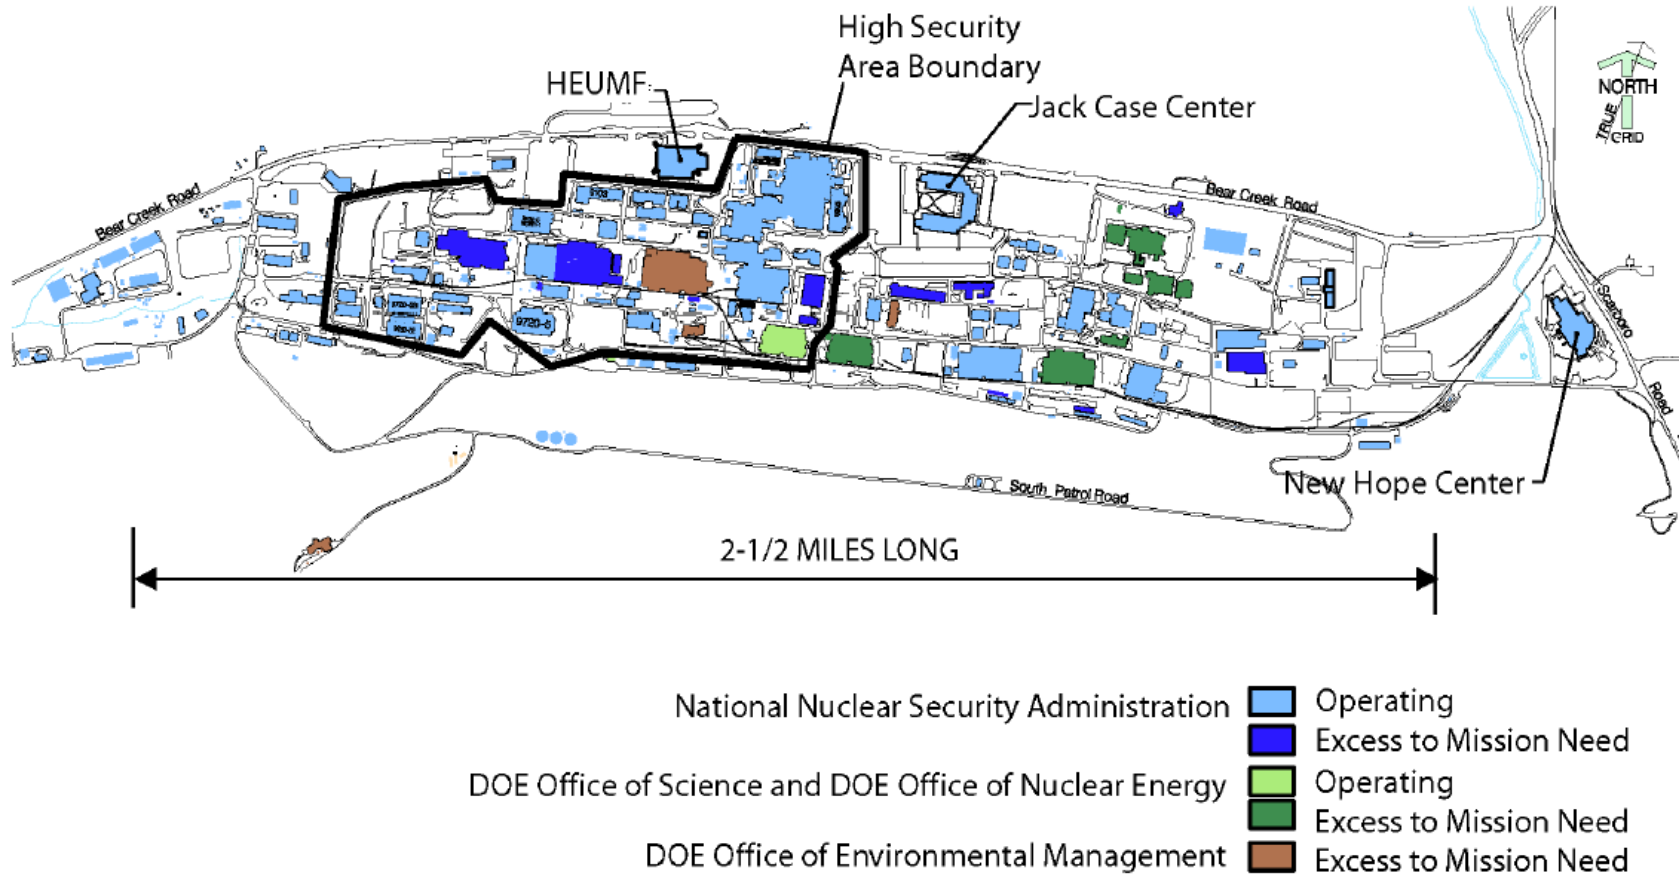 High Security
Area Boundary
HEUMF
Jack Case Center
NORTH
TRUE
GRID
Bear Creek Road
Bear Creek Road
9720-6
Scarboro
Road
South Patrol Road
New Hope Center
2-1/2 MILES LONG
National Nuclear Security Administration
Operating
Excess to Mission Need
DOE Office of Science and DOE Office of Nuclear Energy
Operating
Excess to Mission Need
DOE Office of Environmental Management
Excess to Mission Need